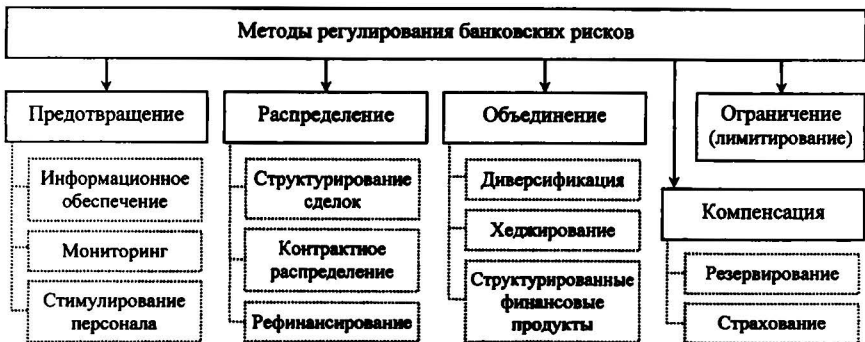 Методы регулирования банковских рисков
Предотвращение
Информационное
обеспечение
Мониторинг
Стимулирование
персонала
Распределение
Структурирование
сделок
Контрактное
распределение
Рефинансирование
Объединение
Диверсификация
Хеджирование
Структурированные
финансовые
продукты
Ограничение
(лимитирование)
Компенсация
Резервирование
Страхование